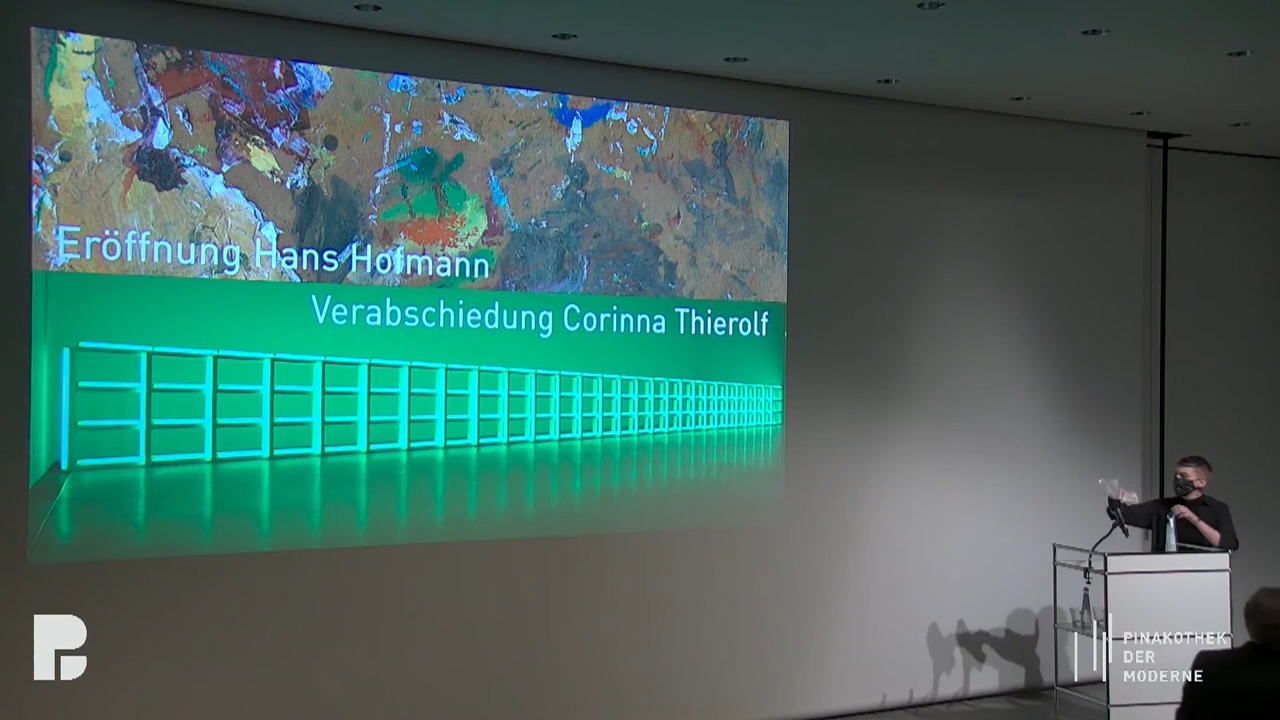 Eröffnung Hans Hofmann
Verabschiedung Corinna Thierolf
PINAKOTHEK
DER
MODERNE